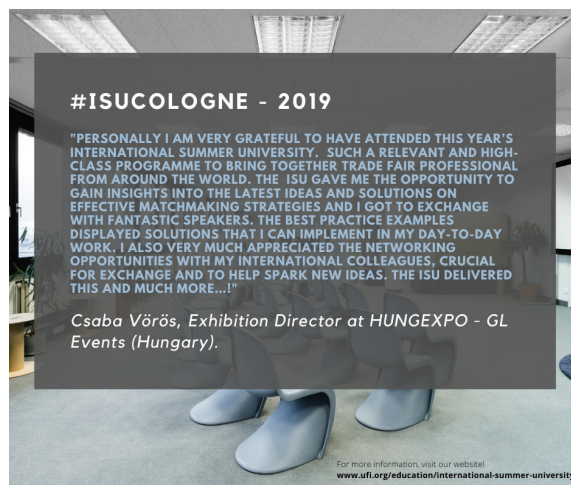 #ISUCOLOGNE - 2019
"PERSONALLY I AM VERY GRATEFUL TO HAVE ATTENDED THIS YEAR'S
INTERNATIONAL SUMMER UNIVERSITY. SUCH A RELEVANT AND HIGH-
CLASS PROGRAMME TO BRING TOGETHER TRADE FAIR PROFESSIONAL
FROM AROUND THE WORLD. THE ISU GAVE ME THE OPPORTUNITY TO
GAIN INSIGHTS INTO THE LATEST IDEAS AND SOLUTIONS ON
EFFECTIVE MATCHMAKING STRATEGIES AND I GOT TO EXCHANGE
WITH FANTASTIC SPEAKERS. THE BEST PRACTICE EXAMPLES
DISPLAYED SOLUTIONS THAT I CAN IMPLEMENT IN MY DAY-TO-DAY
WORK. I ALSO VERY MUCH APPRECIATED THE NETWORKING
OPPORTUNITIES WITH MY INTERNATIONAL COLLEAGUES, CRUCIAL
FOR EXCHANGE AND TO HELP SPARK NEW IDEAS. THE ISU DELIVERED
THIS AND MUCH MORE...!"
Csaba Vörös, Exhibition Director at HUNGEXPO - GL
Events (Hungary).
For more information, visit our website!
www.ufi.org/education/international-summer-university